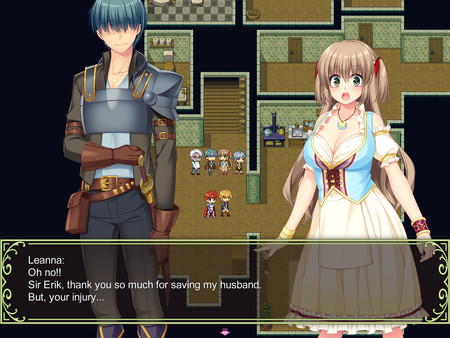 Leanna:
Oh no!!
Sir Erik, thank you so much for saving my husband.
But, your injury...